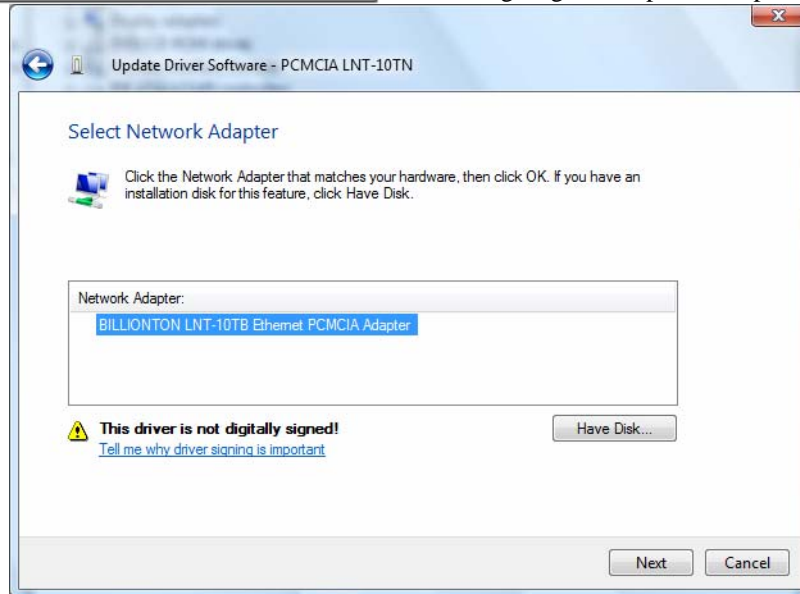 Update Driver Software - PCMCIA LNT-10TN
Select Network Adapter
Click the Network Adapter that matches your hardware, then click OK. If you have an
installation disk for this feature, click Have Disk.
Network Adapter:
BILLIONTON LNT-10TB Ethernet PCMCIA Adapter
This driver is not digitally signed!
Have Disk...
Tell me why driver signing is important
Next
Cancel